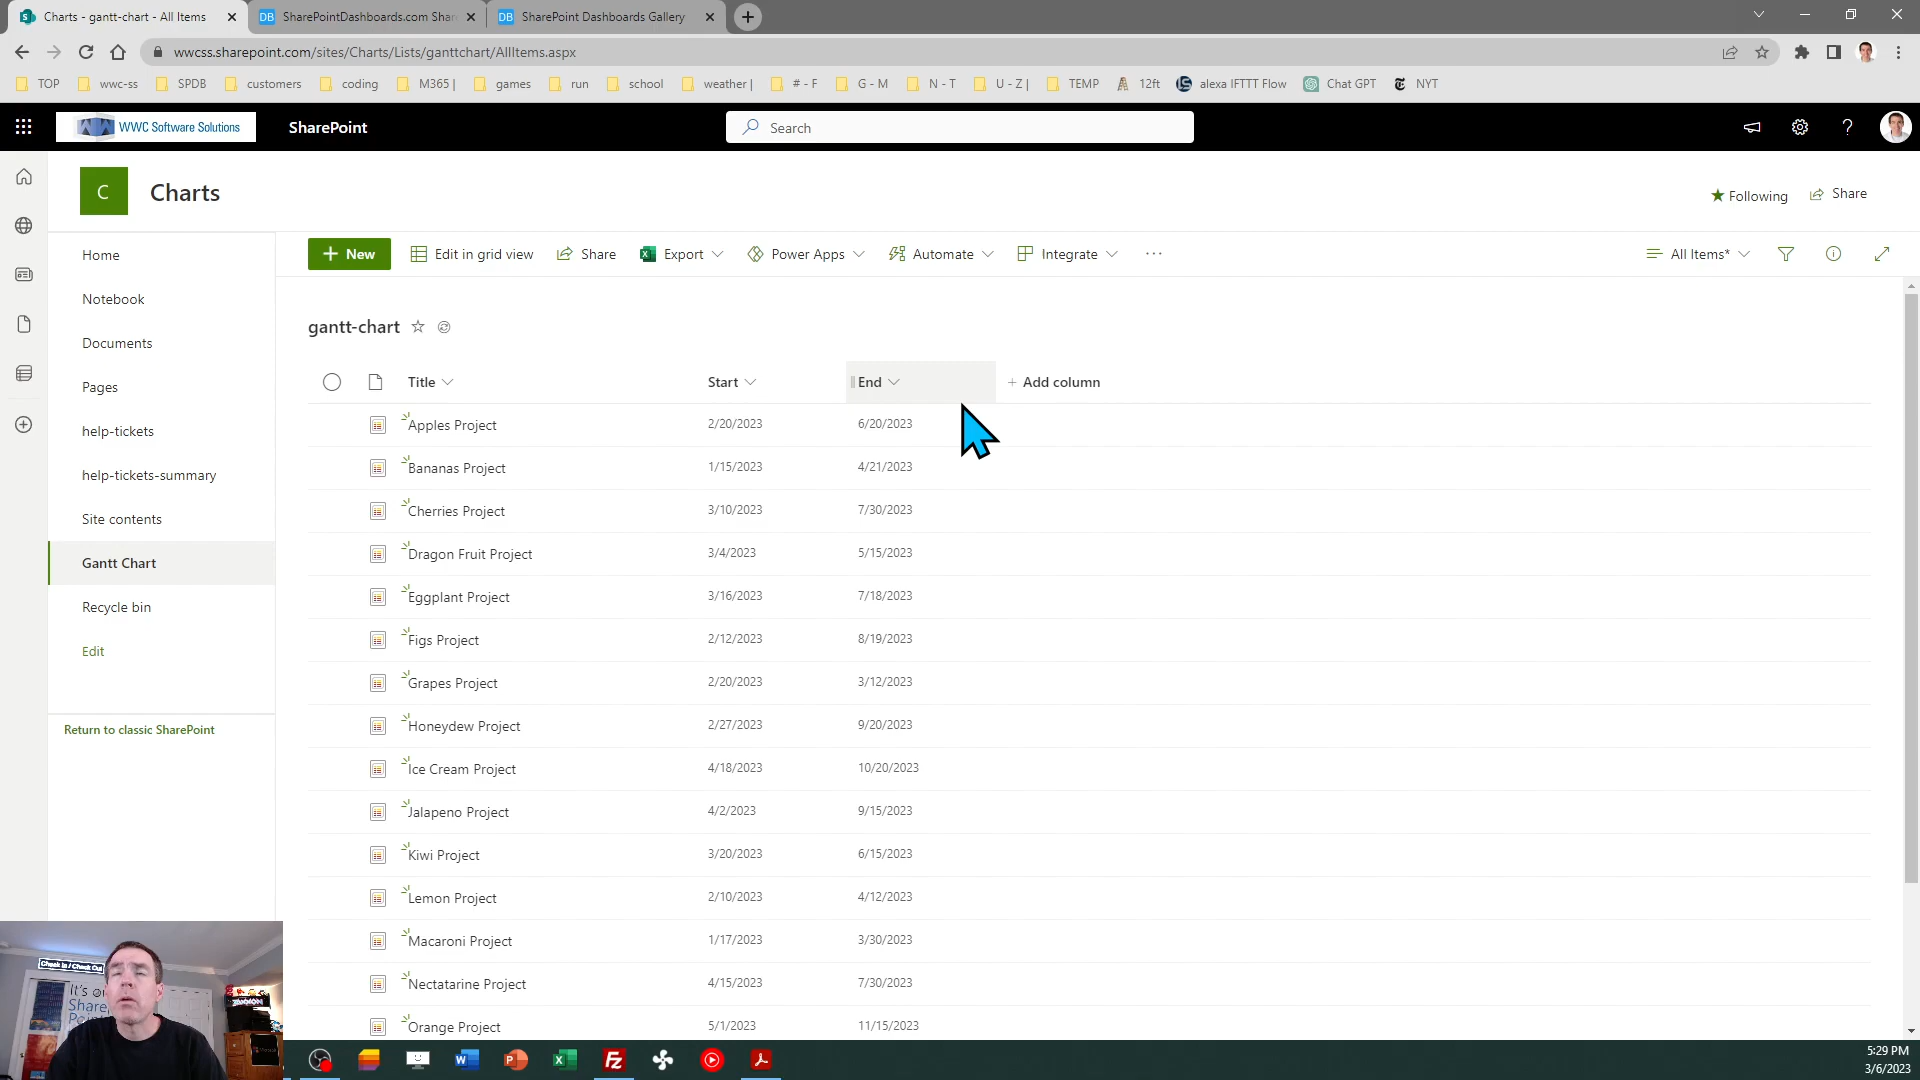 Charts - gantt-chart - All Items
SharePointDashboards.com Shar
SharePoint Dashboards Gallery
wwcss.sharepoint.com/sites/Charts/Lists/ganttchart/AllItems.aspx
TOP
wwc-ss
SPDB
customers
coding
M365 |
games
run
school
weather |
# - F
G - M
N - T
U - Z |
TEMP
12ft
alexa IFTTT Flow
Chat GPT
NYT
WWC Software Solutions
SharePoint
Search
C
Charts
Following
Share
Home
Notebook
Documents
Pages
help-tickets
help-tickets-summary
Site contents
Gantt Chart
Recycle bin
Edit
Return to classic SharePoint
New
Edit in grid view
Share
Export
Power Apps
Automate
Integrate
All Items*
gantt-chart
Title Start End + Add column
Apples Project 2/20/2023 6/20/2023
Bananas Project 1/15/2023 4/21/2023
Cherries Project 3/10/2023 7/30/2023
Dragon Fruit Project 3/4/2023 5/15/2023
Eggplant Project 3/16/2023 7/18/2023
Figs Project 2/12/2023 8/19/2023
Grapes Project 2/20/2023 3/12/2023
Honeydew Project 2/27/2023 9/20/2023
Ice Cream Project 4/18/2023 10/20/2023
Jalapeno Project 4/2/2023 9/15/2023
Kiwi Project 3/20/2023 6/15/2023
Lemon Project 2/10/2023 4/12/2023
Macaroni Project 1/17/2023 3/30/2023
Nectatarine Project 4/15/2023 7/30/2023
Orange Project 5/1/2023 11/15/2023
Check In / Check Out
It's
Share
Po
5:29 PM
3/6/2023